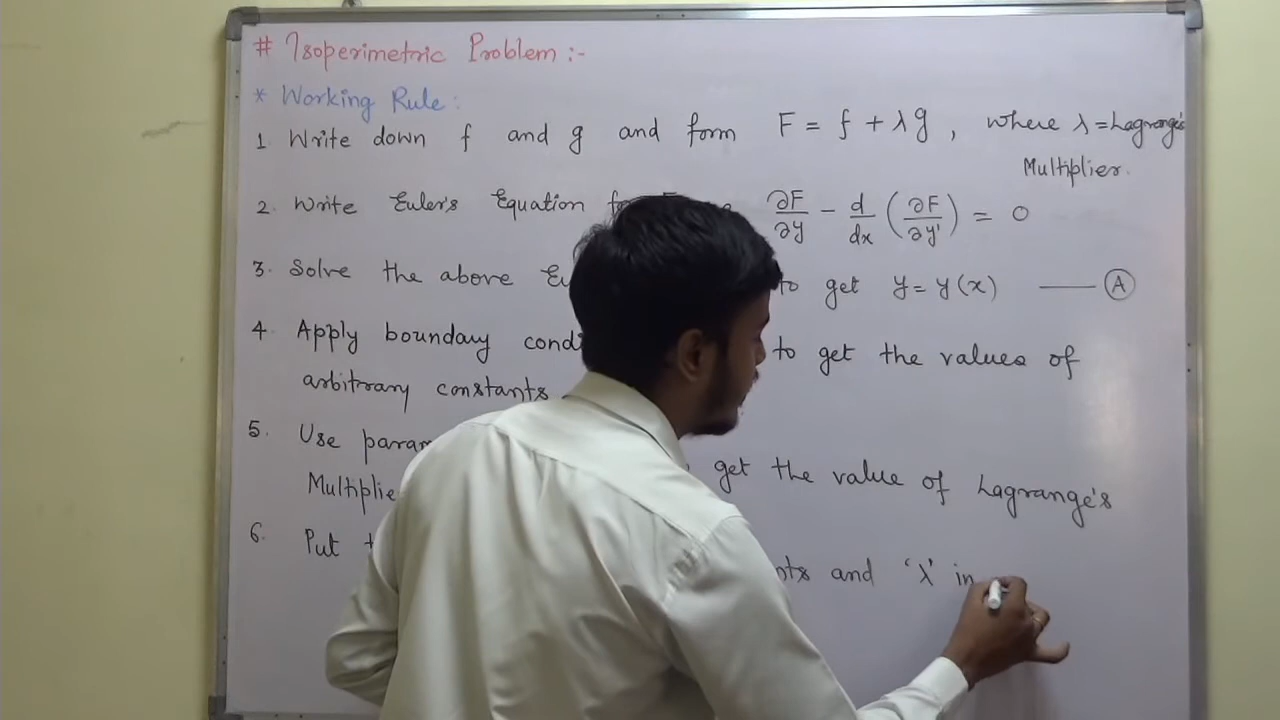 # Isoperimetric Problem :-
* Working Rule :
1. Write down f and g and form F = f + λg , where λ = Lagrange's
Multiplier.
2. Write Euler's Equation ∂F/∂y - d/dx (∂F/∂y') = 0
3. Solve the above to get y = y(x) —— Ⓐ
4. Apply boundary to get the values of
arbitrary constants
5. Use get the value of Lagrange's
6. Put and 'λ' in